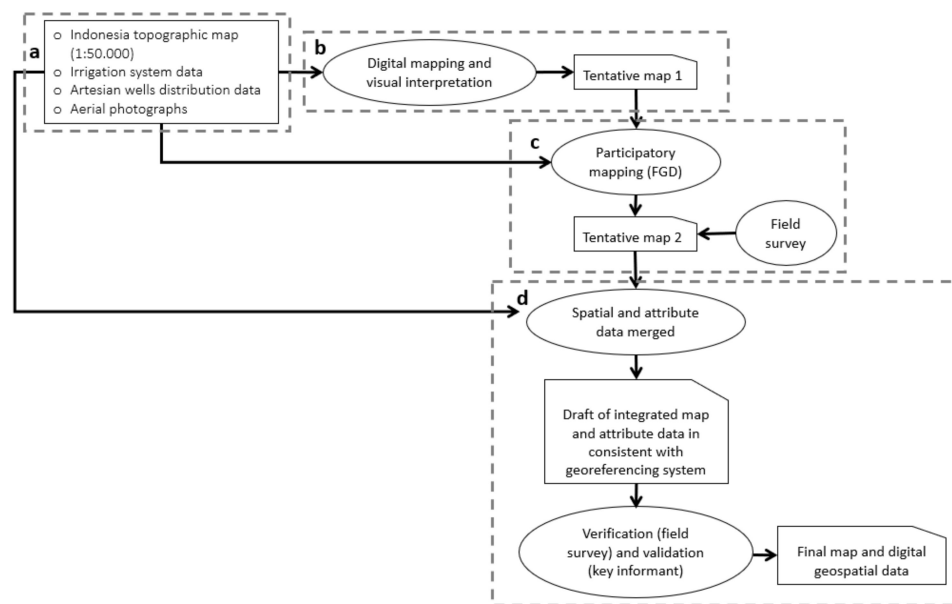 a
o Indonesia topographic map
(1:50.000)
o Irrigation system data
o Artesian wells distribution data
o Aerial photographs
b
Digital mapping and
visual interpretation
Tentative map 1
c
Participatory
mapping (FGD)
Tentative map 2
Field
survey
d
Spatial and attribute
data merged
Draft of integrated map
and attribute data in
consistent with
georeferencing system
Verification (field
survey) and validation
(key informant)
Final map and digital
geospatial data